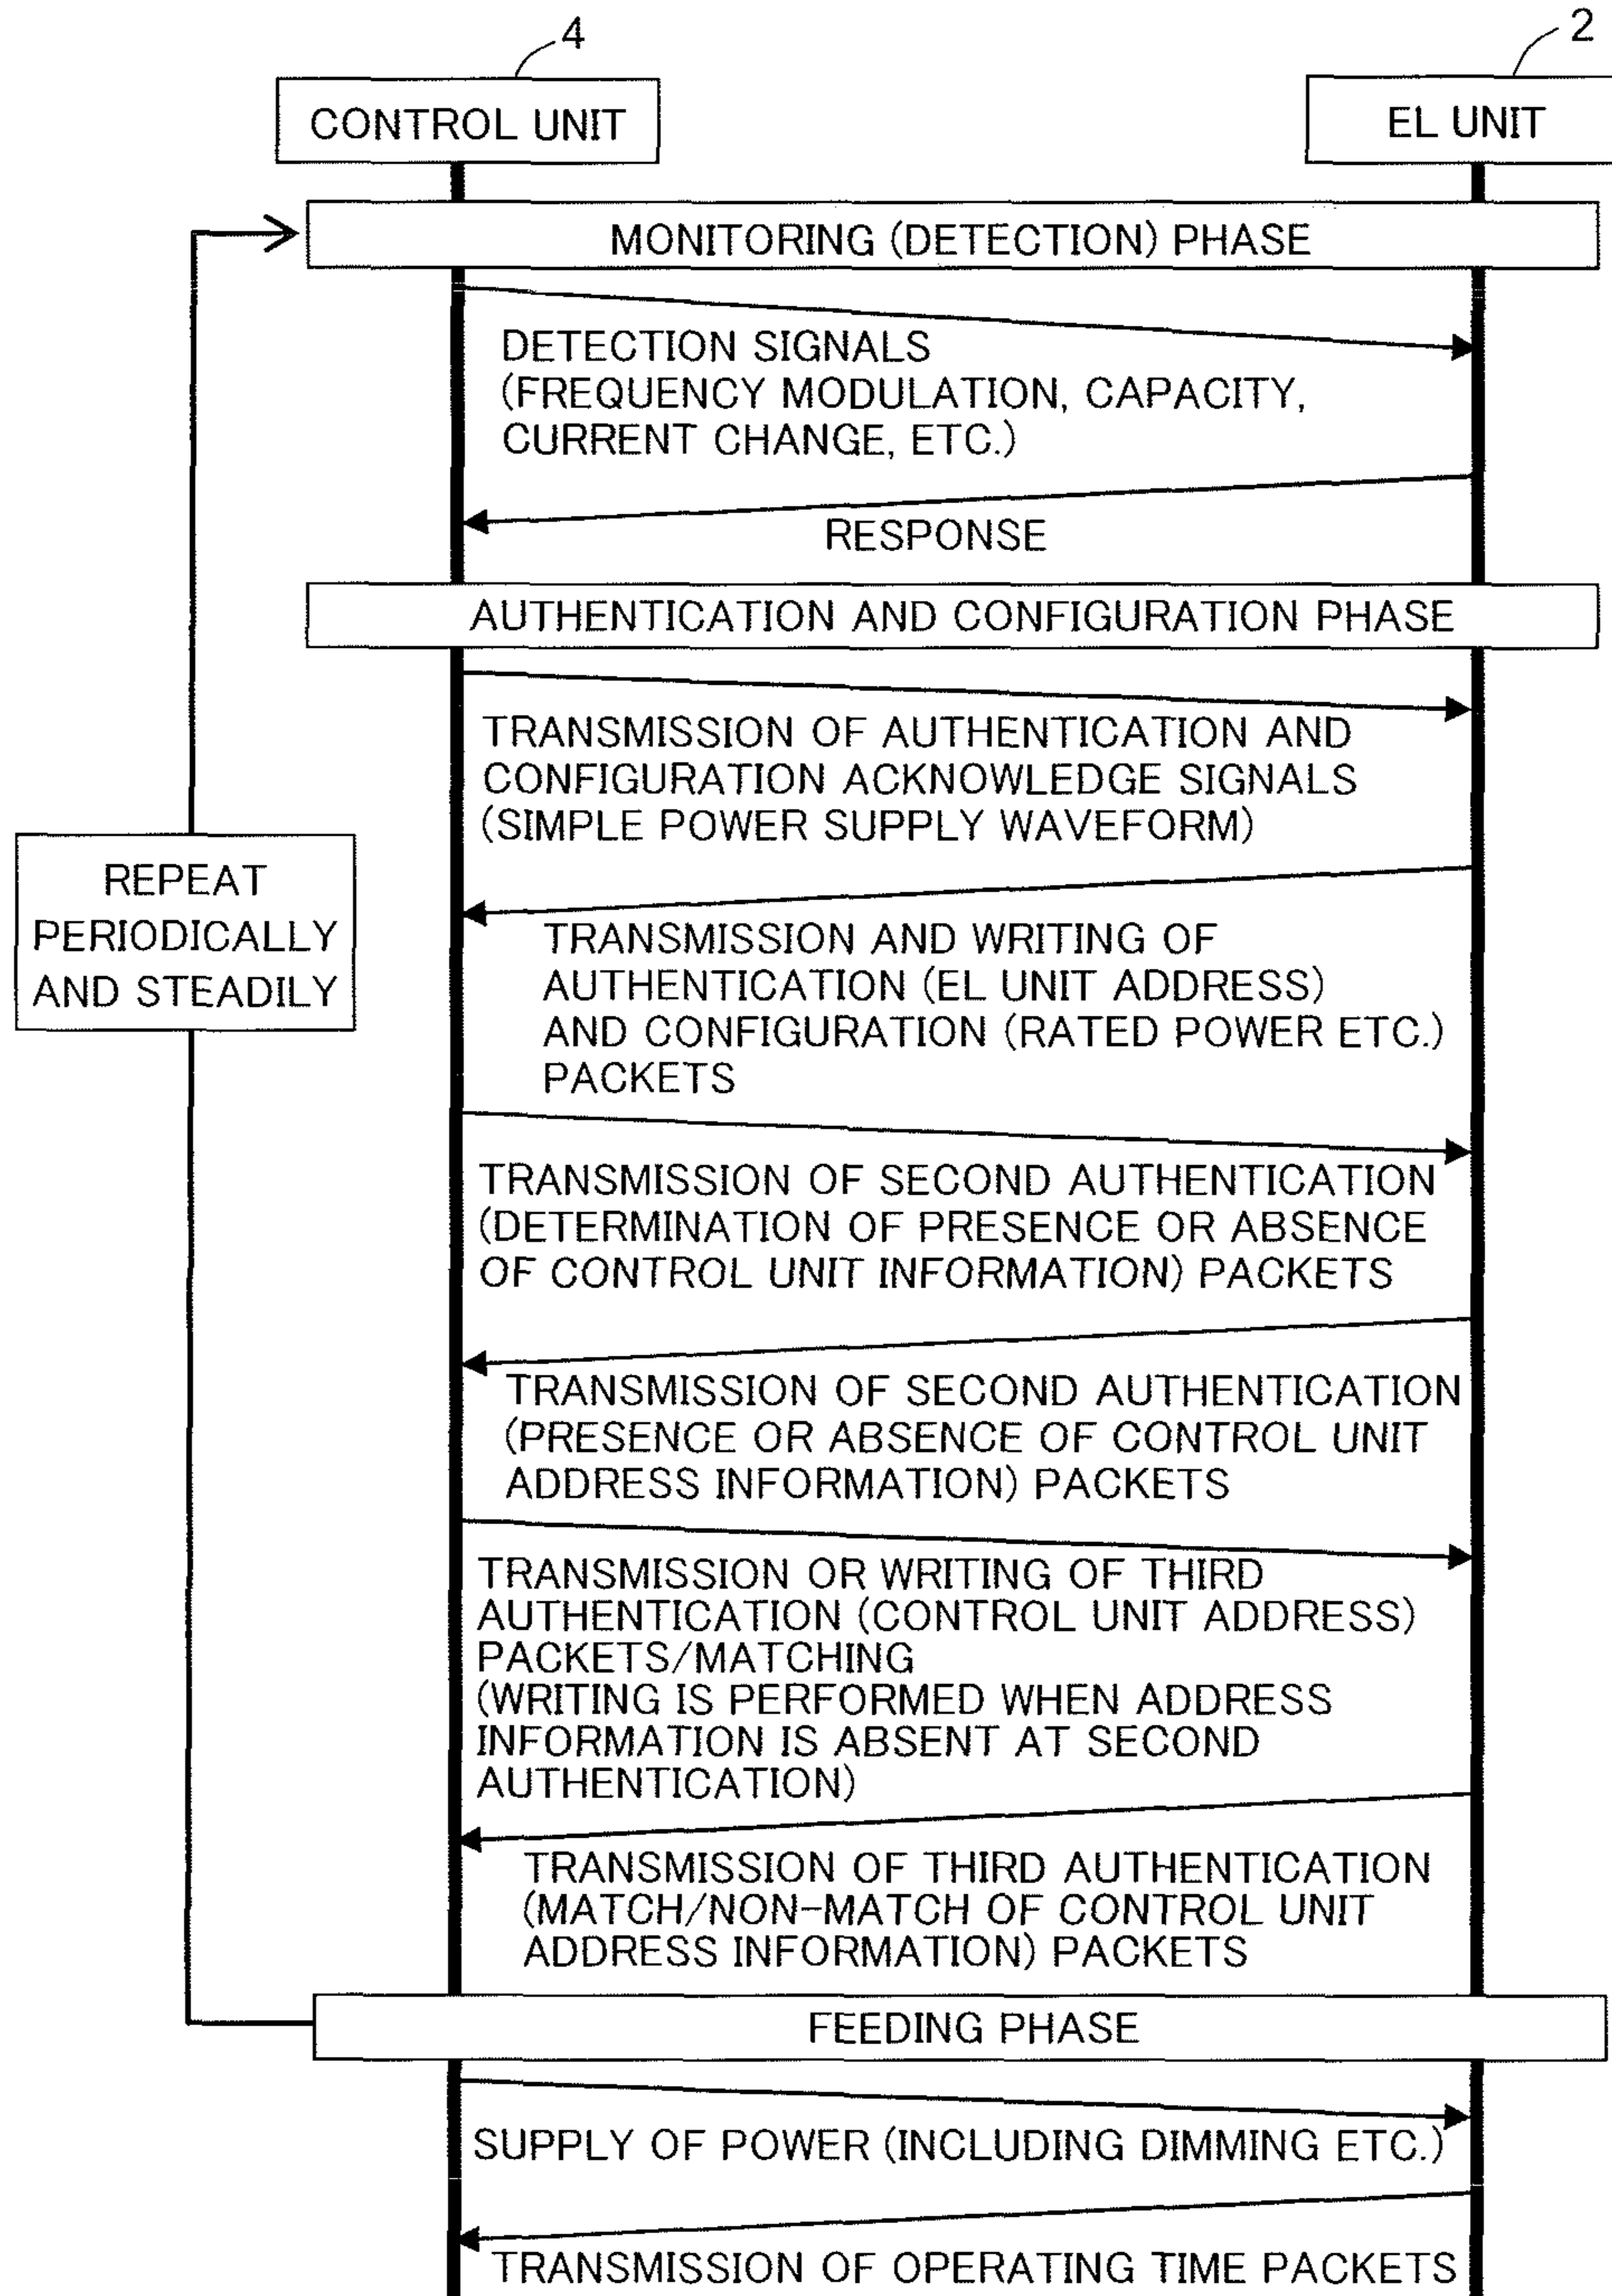 4
2
CONTROL UNIT
EL UNIT
MONITORING (DETECTION) PHASE
DETECTION SIGNALS
(FREQUENCY MODULATION, CAPACITY,
CURRENT CHANGE, ETC.)
RESPONSE
AUTHENTICATION AND CONFIGURATION PHASE
TRANSMISSION OF AUTHENTICATION AND
CONFIGURATION ACKNOWLEDGE SIGNALS
(SIMPLE POWER SUPPLY WAVEFORM)
REPEAT
PERIODICALLY
AND STEADILY
TRANSMISSION AND WRITING OF
AUTHENTICATION (EL UNIT ADDRESS)
AND CONFIGURATION (RATED POWER ETC.)
PACKETS
TRANSMISSION OF SECOND AUTHENTICATION
(DETERMINATION OF PRESENCE OR ABSENCE
OF CONTROL UNIT INFORMATION) PACKETS
TRANSMISSION OF SECOND AUTHENTICATION
(PRESENCE OR ABSENCE OF CONTROL UNIT
ADDRESS INFORMATION) PACKETS
TRANSMISSION OR WRITING OF THIRD
AUTHENTICATION (CONTROL UNIT ADDRESS)
PACKETS/MATCHING
(WRITING IS PERFORMED WHEN ADDRESS
INFORMATION IS ABSENT AT SECOND
AUTHENTICATION)
TRANSMISSION OF THIRD AUTHENTICATION
(MATCH/NON-MATCH OF CONTROL UNIT
ADDRESS INFORMATION) PACKETS
FEEDING PHASE
SUPPLY OF POWER (INCLUDING DIMMING ETC.)
TRANSMISSION OF OPERATING TIME PACKETS